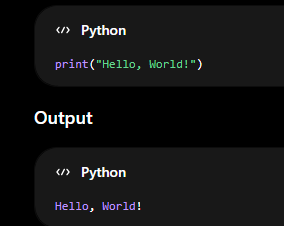 </> Python
print("Hello, World!")
Output
</> Python
Hello, World!